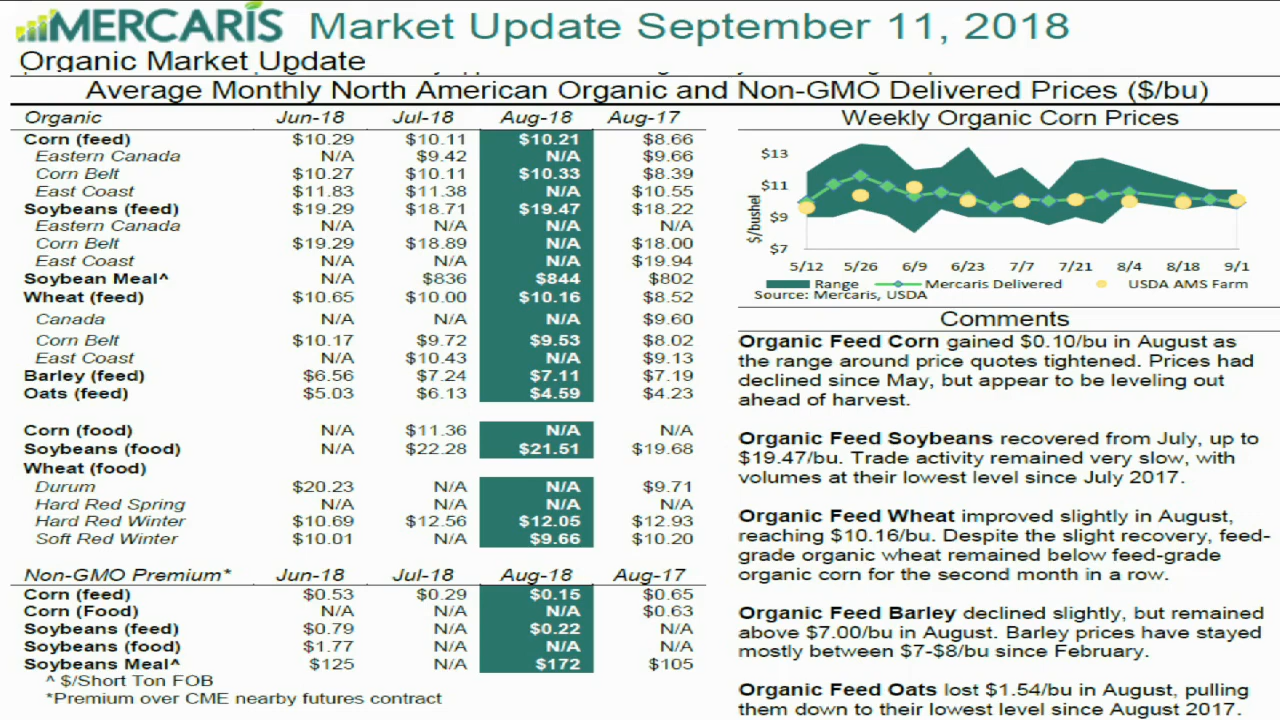 MERCARIS Market Update September 11, 2018
Organic Market Update
Average Monthly North American Organic and Non-GMO Delivered Prices ($/bu)
Organic Jun-18 Jul-18 Aug-18 Aug-17
Corn (feed) $10.29 $10.11 $10.21 $8.66
Eastern Canada N/A $9.42 N/A $9.66
Corn Belt $10.27 $10.11 $10.33 $8.39
East Coast $11.83 $11.38 N/A $10.55
Soybeans (feed) $19.29 $18.71 $19.47 $18.22
Eastern Canada N/A N/A N/A N/A
Corn Belt $19.29 $18.89 N/A $18.00
East Coast N/A N/A N/A $19.94
Soybean Meal^ N/A $836 $844 $802
Wheat (feed) $10.65 $10.00 $10.16 $8.52
Canada N/A N/A N/A $9.60
Corn Belt $10.17 $9.72 $9.53 $8.02
East Coast N/A $10.43 N/A $9.13
Barley (feed) $6.56 $7.24 $7.11 $7.19
Oats (feed) $5.03 $6.13 $4.59 $4.23
Corn (food) N/A $11.36 N/A N/A
Soybeans (food) N/A $22.28 $21.51 $19.68
Wheat (food)
Durum $20.23 N/A N/A $9.71
Hard Red Spring N/A N/A N/A N/A
Hard Red Winter $10.69 $12.56 $12.05 $12.93
Soft Red Winter $10.01 N/A $9.66 $10.20
Non-GMO Premium* Jun-18 Jul-18 Aug-18 Aug-17
Corn (feed) $0.53 $0.29 $0.15 $0.65
Corn (Food) N/A N/A N/A $0.63
Soybeans (feed) $0.79 N/A $0.22 N/A
Soybeans (food) $1.77 N/A N/A N/A
Soybeans Meal^ $125 N/A $172 $105
^ $/Short Ton FOB
*Premium over CME nearby futures contract
Weekly Organic Corn Prices
$/bushel
$13
$11
$9
$7
5/12 5/26 6/9 6/23 7/7 7/21 8/4 8/18 9/1
Range Mercaris Delivered USDA AMS Farm
Source: Mercaris, USDA
Comments
Organic Feed Corn gained $0.10/bu in August as
the range around price quotes tightened. Prices had
declined since May, but appear to be leveling out
ahead of harvest.
Organic Feed Soybeans recovered from July, up to
$19.47/bu. Trade activity remained very slow, with
volumes at their lowest level since July 2017.
Organic Feed Wheat improved slightly in August,
reaching $10.16/bu. Despite the slight recovery, feed-
grade organic wheat remained below feed-grade
organic corn for the second month in a row.
Organic Feed Barley declined slightly, but remained
above $7.00/bu in August. Barley prices have stayed
mostly between $7-$8/bu since February.
Organic Feed Oats lost $1.54/bu in August, pulling
them down to their lowest level since August 2017.